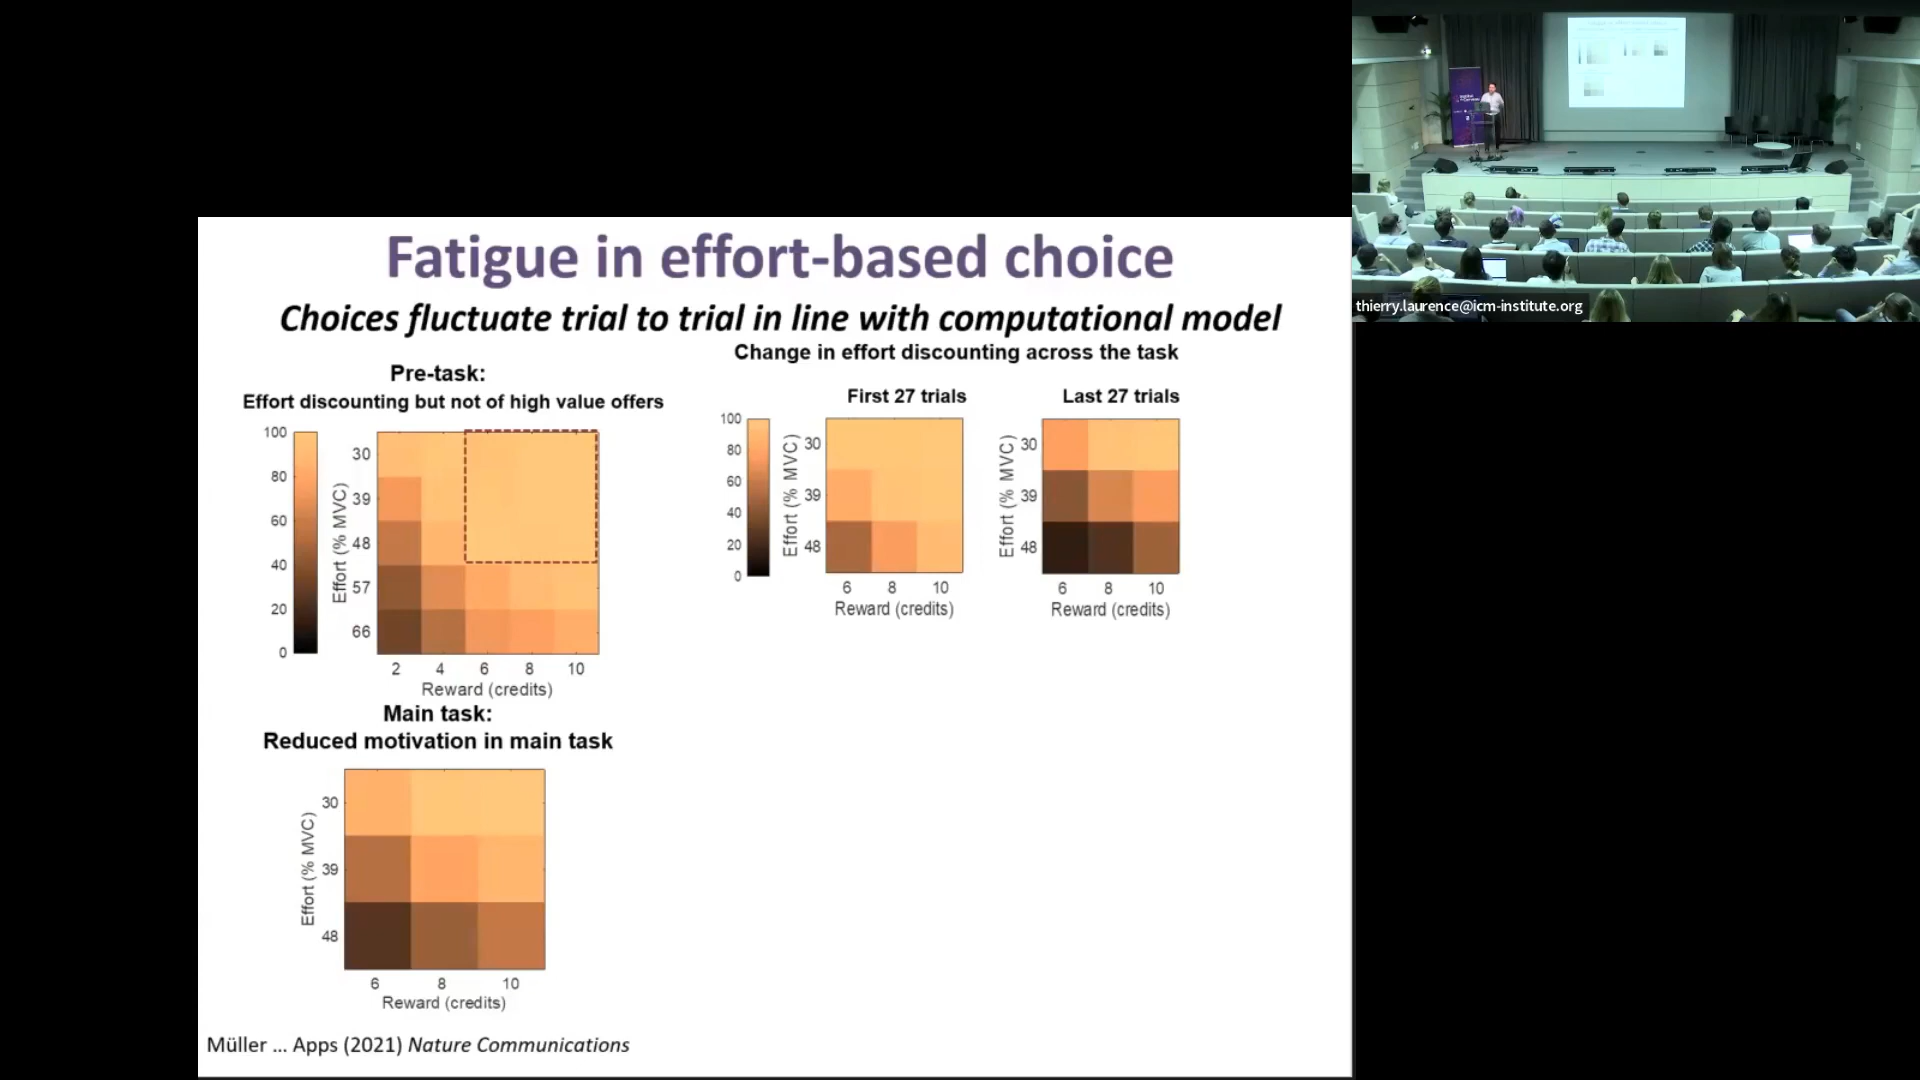 Fatigue in effort-based choice
Choices fluctuate trial to trial in line with computational model
Pre-task:
Effort discounting but not of high value offers
100
80
60
40
20
0
Effort (% MVC)
30
39
48
57
66
2 4 6 8 10
Reward (credits)
Main task:
Reduced motivation in main task
Effort (% MVC)
30
39
48
6 8 10
Reward (credits)
Change in effort discounting across the task
First 27 trials
100
80
60
40
20
0
Effort (% MVC)
30
39
48
6 8 10
Reward (credits)
Last 27 trials
Effort (% MVC)
30
39
48
6 8 10
Reward (credits)
Müller ... Apps (2021) Nature Communications
thierry.laurence@icm-institute.org